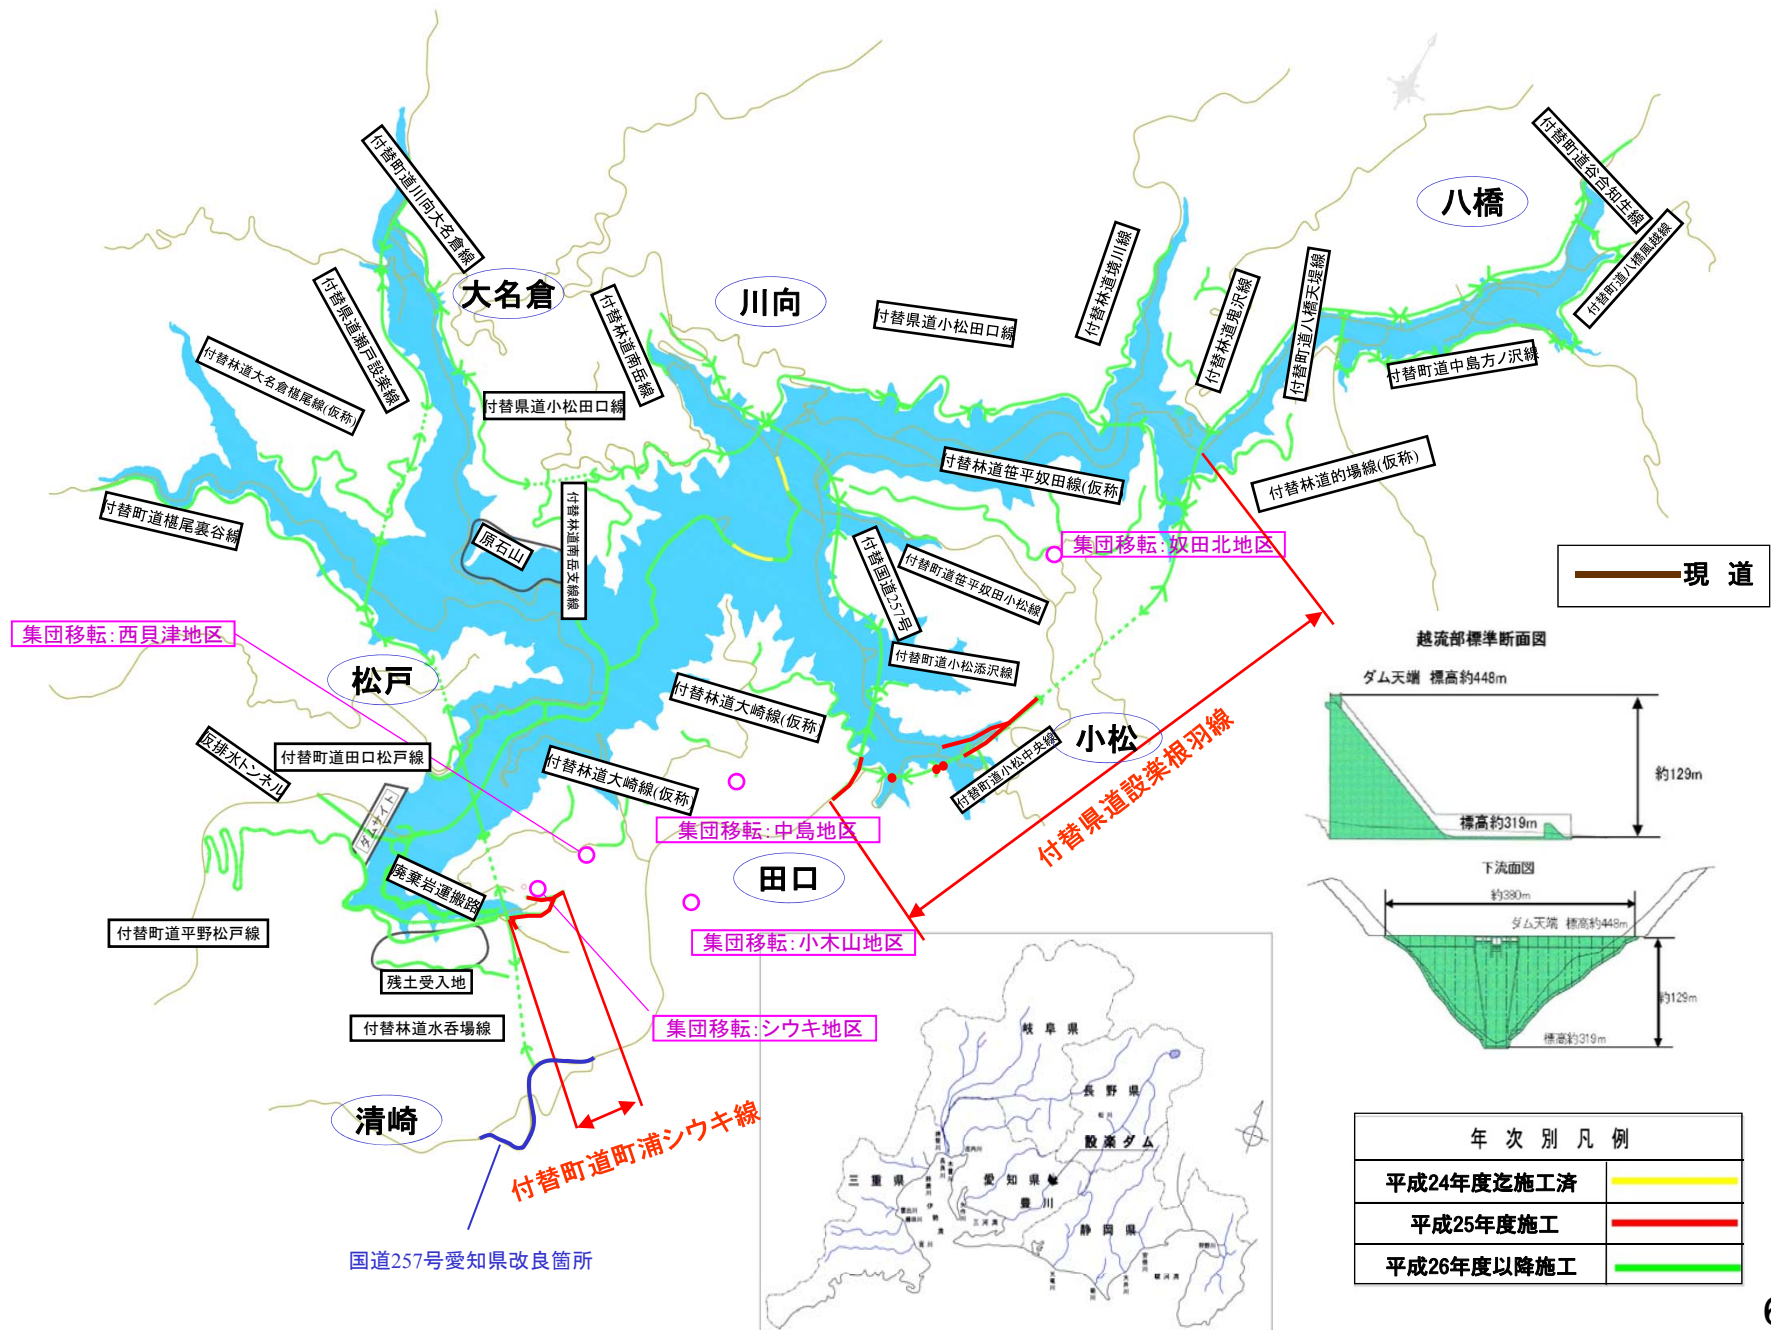 付替町道川向大名倉線
付替町道谷合知生線
八橋
付替町道八橋風越線
付替県道瀬戸設楽線
大名倉
付替林道南岳線
川向
付替県道小松田口線
付替林道境川線
付替林道鬼沢線
付替町道八橋天堤線
付替町道中島方ノ沢線
付替林道大名倉椹尾線(仮称)
付替県道小松田口線
付替林道笹平奴田線(仮称
付替林道的場線(仮称)
付替町道椹尾裏谷線
原石山
付替林道南岳支線線
付替国道257号
付替町道笹平奴田小松線
集団移転:奴田北地区
現 道
集団移転:西貝津地区
松戸
付替町道小松添沢線
付替林道大崎線(仮称)
小松
付替町道小松中央線
付替県道設楽根羽線
越流部標準断面図
ダム天端 標高約448m
約129m
標高約319m
仮排水トンネル
付替町道田口松戸線
付替林道大崎線(仮称)
ダムサイト
集団移転:中島地区
田口
廃棄岩運搬路
下流面図
約380m
ダム天端 標高約448m
約129m
標高約319m
付替町道平野松戸線
残土受入地
集団移転:小木山地区
付替林道水呑場線
集団移転:シウキ地区
清崎
付替町道町浦シウキ線
国道257号愛知県改良箇所
岐阜県
長野県
設楽ダム
三重県
愛知県
豊川
静岡県
伊勢湾
三河湾
駿河湾
年次別凡例
平成24年度迄施工済
平成25年度施工
平成26年度以降施工
6